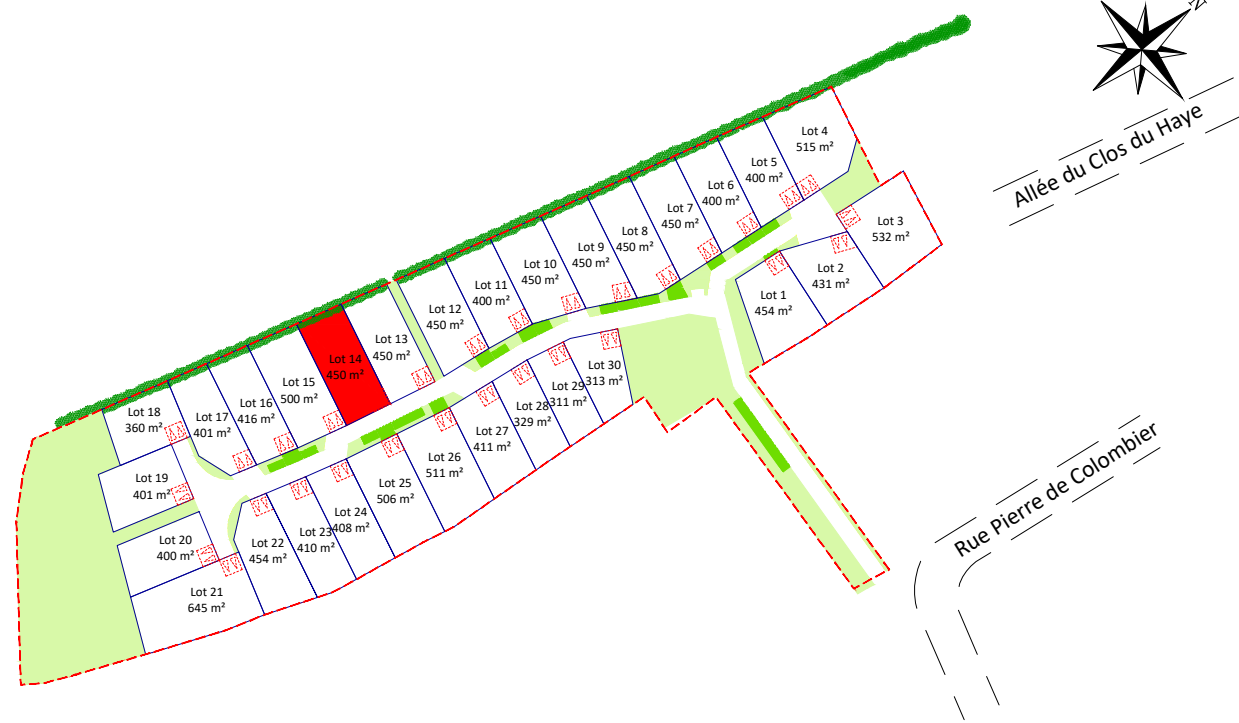 N
Allée du Clos du Haye
Lot 4
515 m²
Lot 5
400 m²
Lot 6
400 m²
Lot 7
450 m²
Lot 8
450 m²
Lot 9
450 m²
Lot 10
450 m²
Lot 11
400 m²
Lot 12
450 m²
Lot 13
450 m²
Lot 14
450 m²
Lot 15
500 m²
Lot 16
416 m²
Lot 17
401 m²
Lot 18
360 m²
Lot 19
401 m²
Lot 20
400 m²
Lot 21
645 m²
Lot 22
454 m²
Lot 23
410 m²
Lot 24
408 m²
Lot 25
506 m²
Lot 26
511 m²
Lot 27
411 m²
Lot 28
329 m²
Lot 29
311 m²
Lot 30
313 m²
Lot 1
454 m²
Lot 2
431 m²
Lot 3
532 m²
Rue Pierre de Colombier